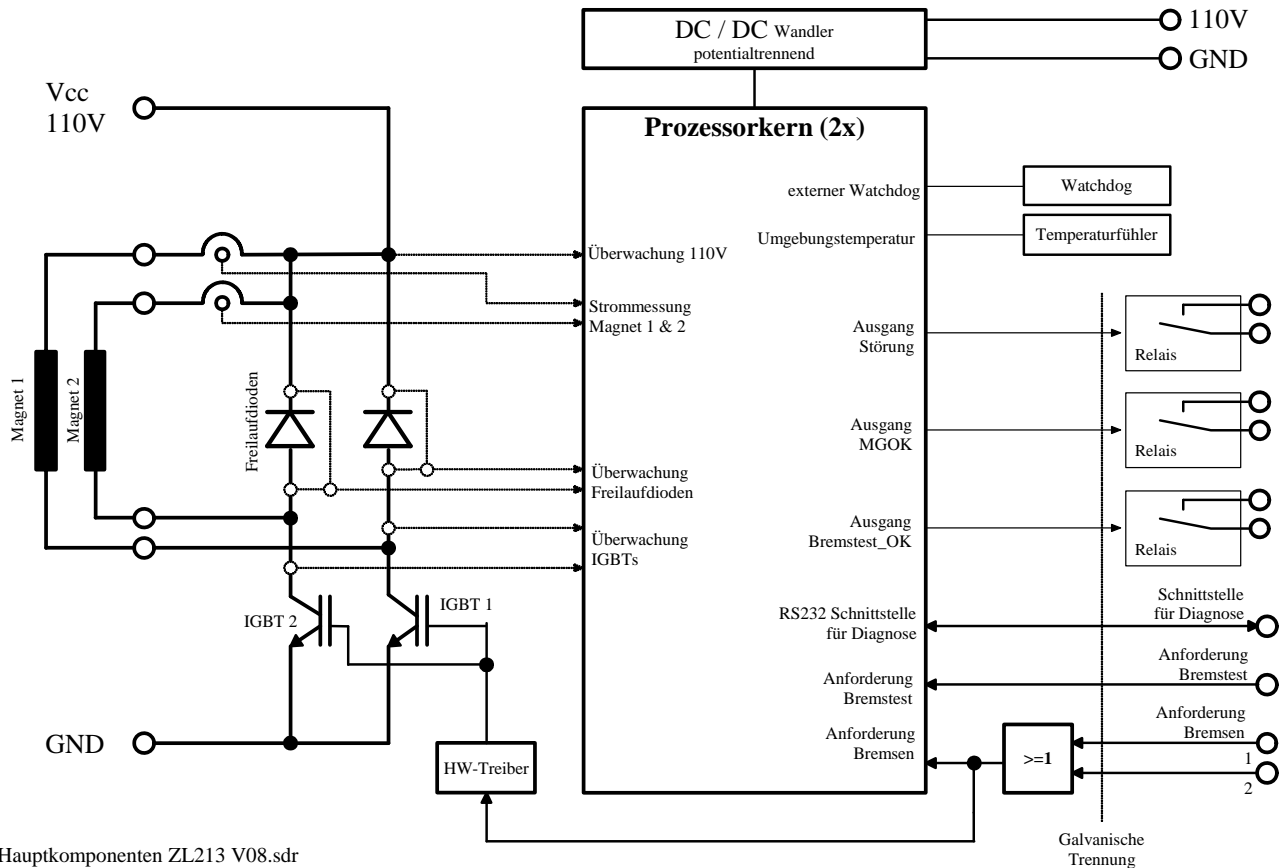 DC / DC Wandler
potentialtrennend
110V
GND
Vcc
110V
Prozessorkern (2x)
externer Watchdog
Watchdog
Umgebungstemperatur
Temperaturfühler
Überwachung 110V
Strommessung
Magnet 1 & 2
Ausgang
Störung
Relais
Magnet 1
Magnet 2
Freilaufdioden
Ausgang
MGOK
Relais
Überwachung
Freilaufdioden
Ausgang
Bremstest_OK
Relais
Überwachung
IGBTs
IGBT 1
IGBT 2
RS232 Schnittstelle
für Diagnose
Schnittstelle
für Diagnose
Anforderung
Bremstest
Anforderung
Bremstest
Anforderung
Bremsen
Anforderung
Bremsen
1
2
>=1
GND
HW-Treiber
Galvanische
Trennung
Hauptkomponenten ZL213 V08.sdr